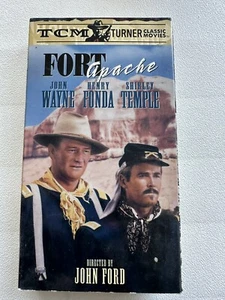 TCM TURNER CLASSIC MOVIES
FORT
Apache
JOHN HENRY SHIRLEY
WAYNE FONDA TEMPLE
DIRECTED BY
JOHN FORD